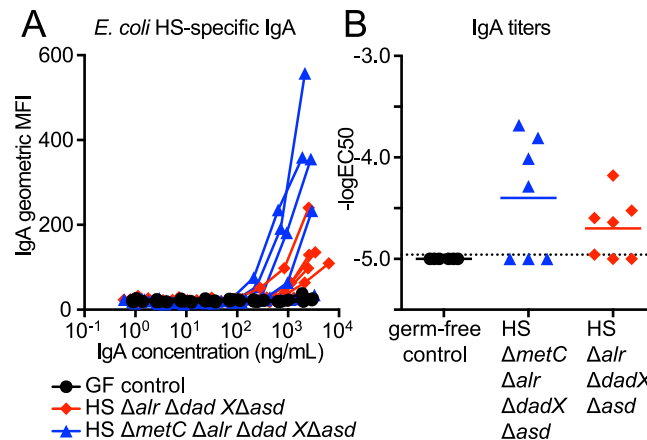 A
E. coli HS-specific IgA
IgA geometric MFI
600
400
200
0
10-1 100 101 102 103 104
IgA concentration (ng/mL)
GF control
HS Δalr Δdad XΔasd
HS ΔmetC Δalr Δdad XΔasd
B
IgA titers
-logEC50
-3.0
-4.0
-5.0
germ-free
control
HS
ΔmetC
Δalr
ΔdadX
Δasd
HS
Δalr
ΔdadX
Δasd